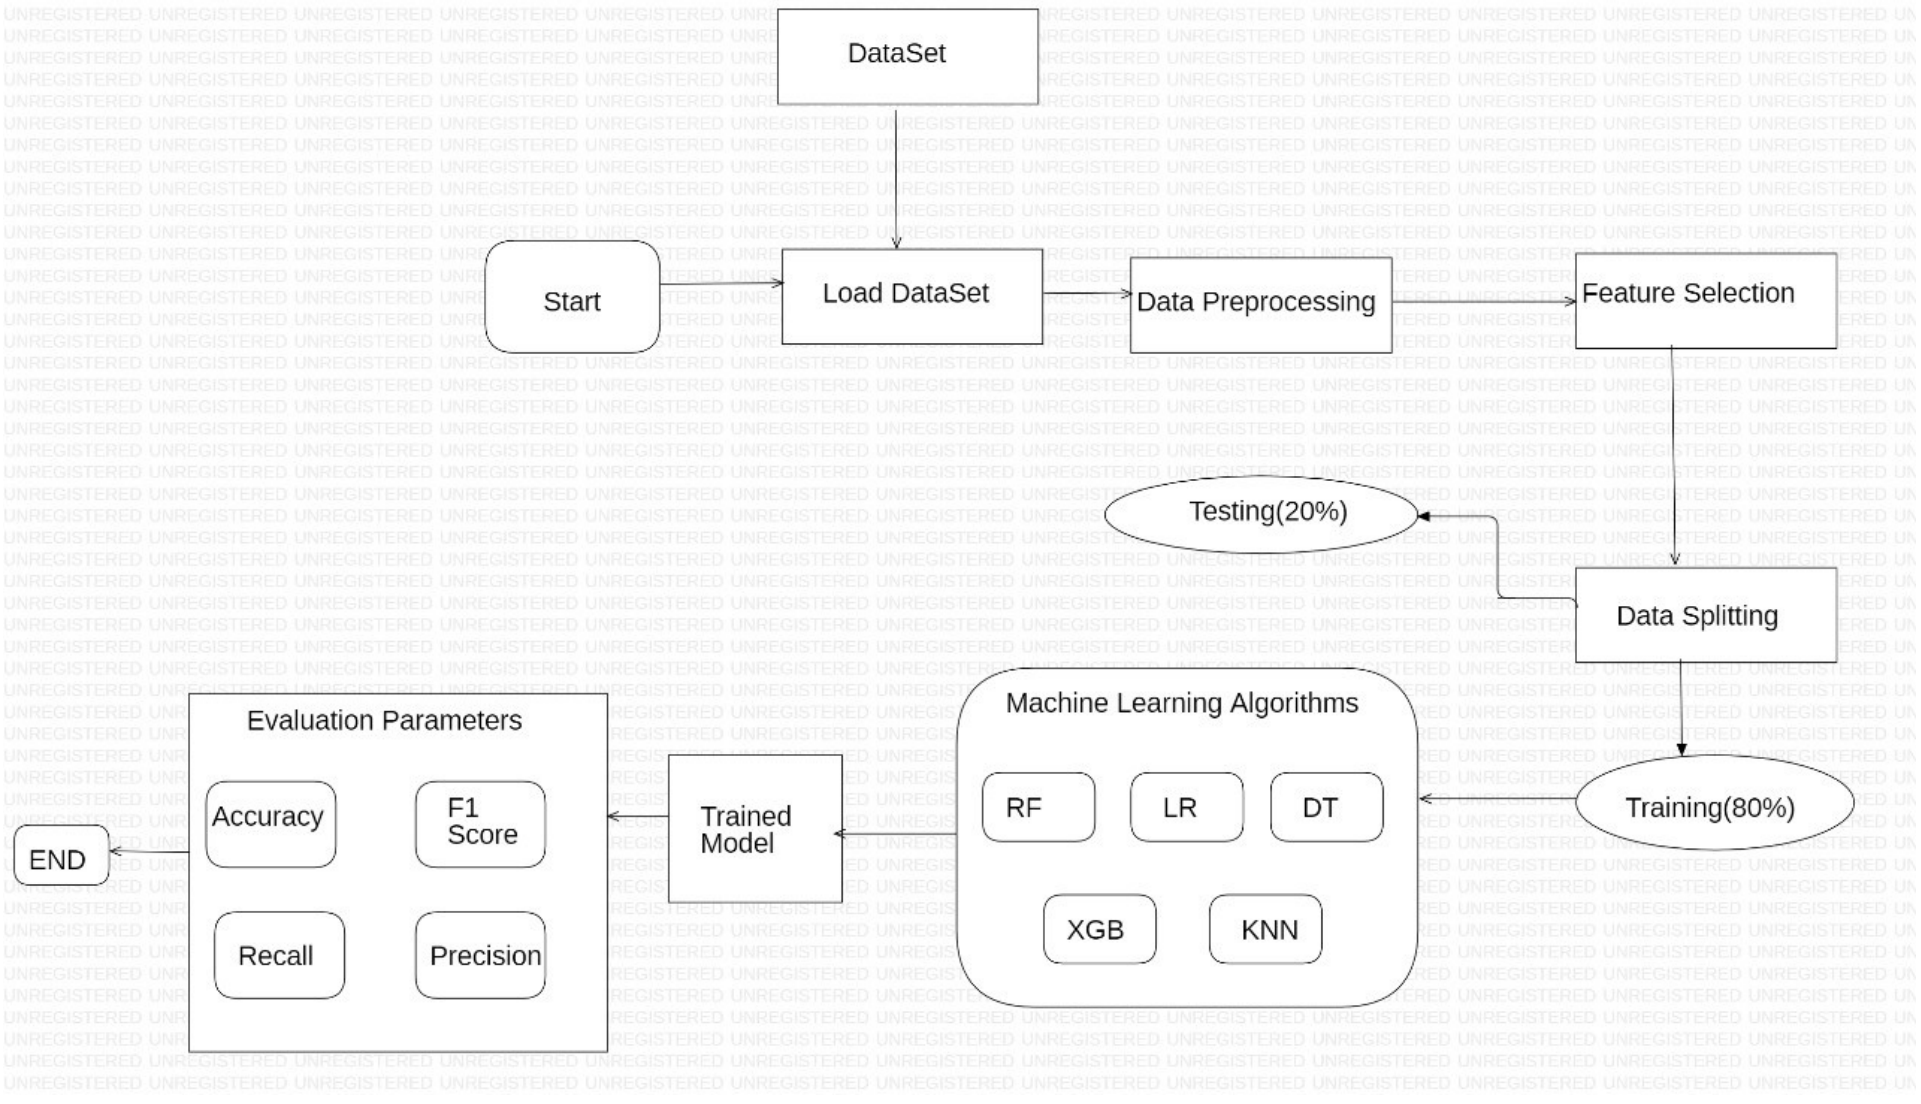 DataSet
Start
Load DataSet
Data Preprocessing
Feature Selection
Testing(20%)
Data Splitting
Machine Learning Algorithms
Evaluation Parameters
RF
LR
DT
Training(80%)
Trained
Model
Accuracy
F1
Score
END
XGB
KNN
Recall
Precision
UNREGISTERED